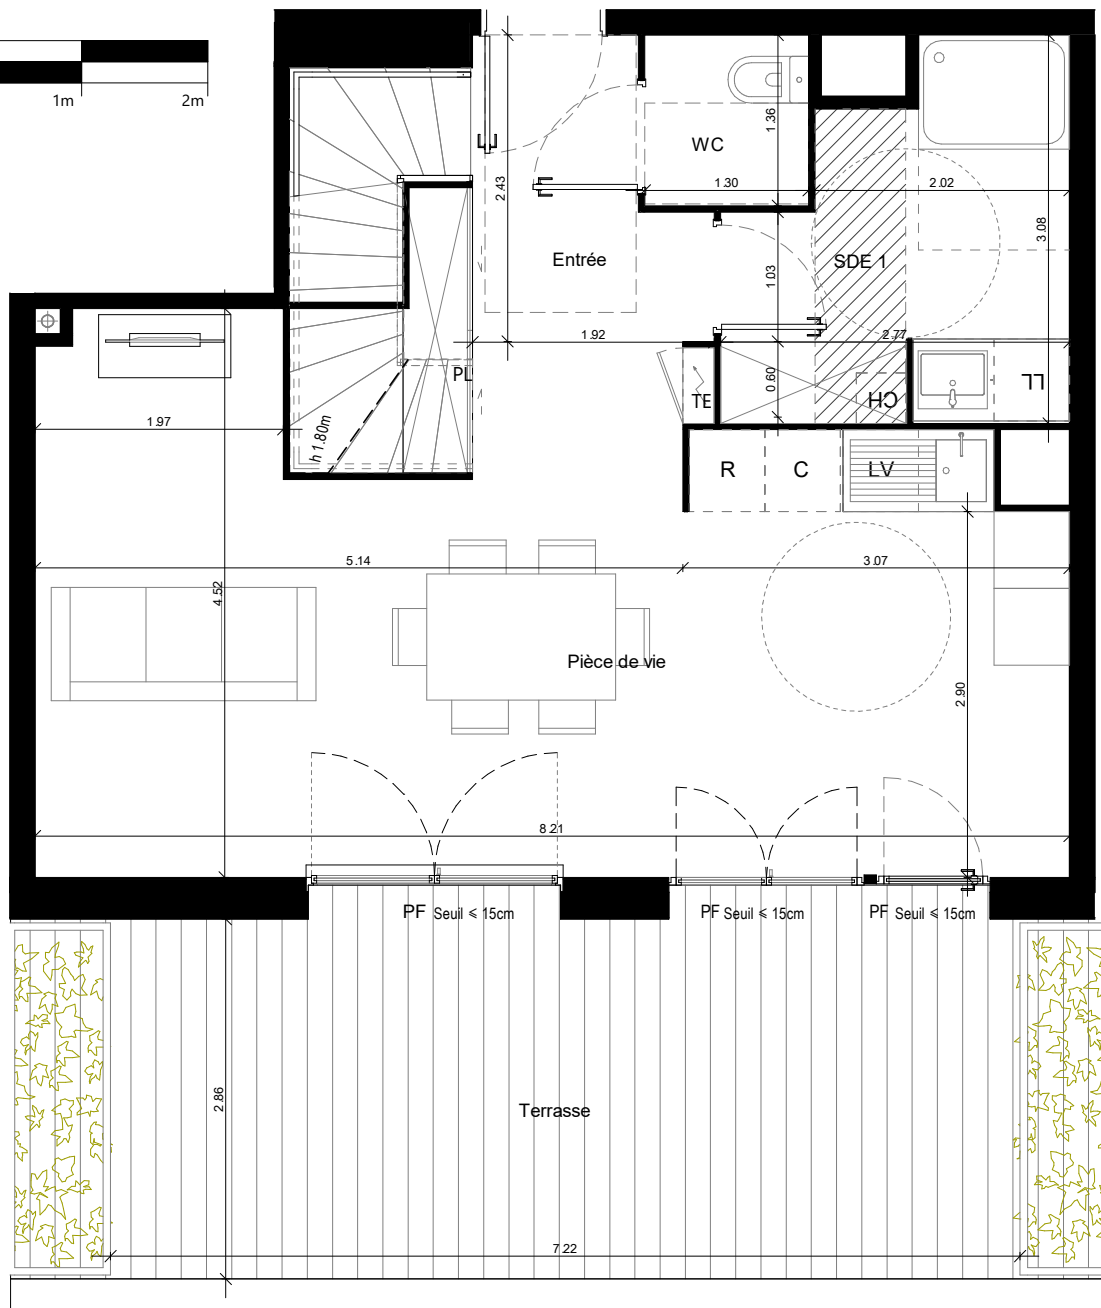 1m
2m
WC
1.36
1.30
2.02
2.43
3.08
Entrée
SDE 1
1.03
1.92
2.77
PL
TE
0.60
CH
LL
1.97
h 1.80m
R
C
LV
5.14
3.07
4.52
Pièce de vie
2.90
8.21
PF Seuil ⩽ 15cm
PF Seuil ⩽ 15cm
PF Seuil ⩽ 15cm
2.86
Terrasse
7.22